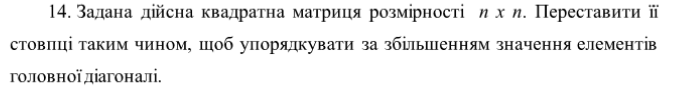 14. Задана дійсна квадратна матриця розмірності n x n. Переставити її
стовпці таким чином, щоб упорядкувати за збільшенням значення елементів
головної діагоналі.